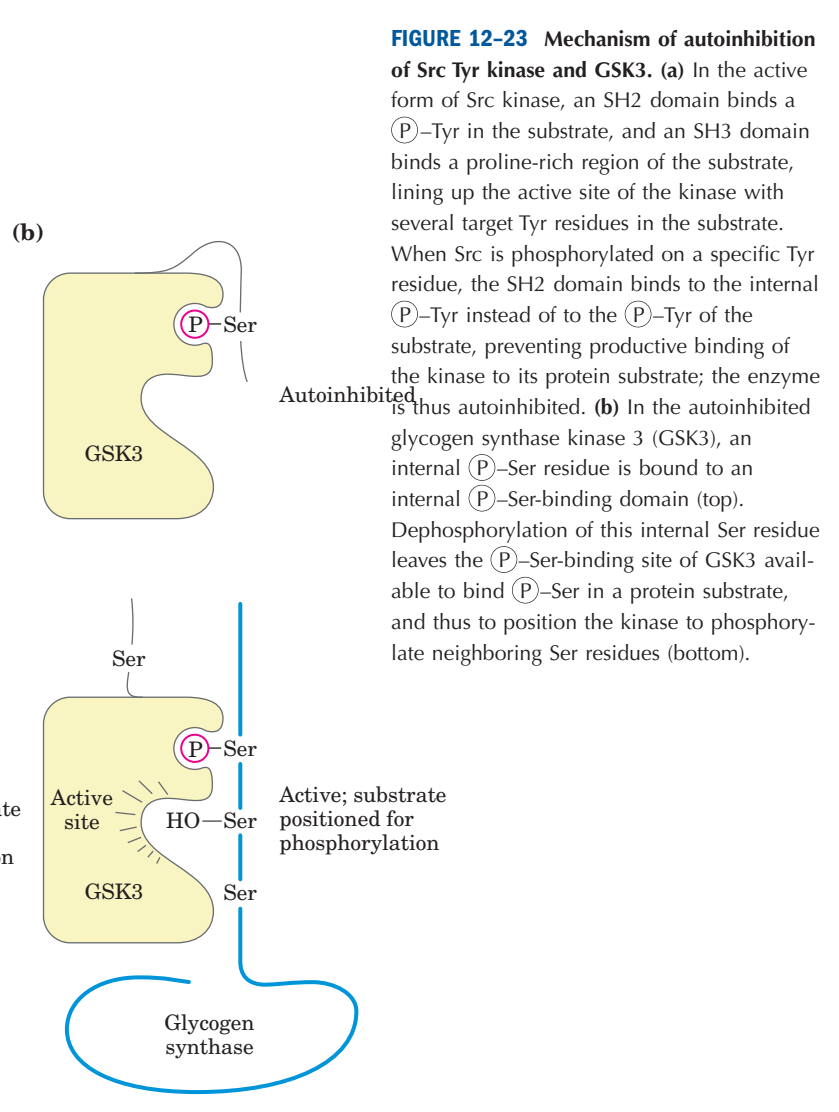 FIGURE 12–23 Mechanism of autoinhibition
of Src Tyr kinase and GSK3. (a) In the active
form of Src kinase, an SH2 domain binds a
Ⓟ–Tyr in the substrate, and an SH3 domain
binds a proline-rich region of the substrate,
lining up the active site of the kinase with
several target Tyr residues in the substrate.
When Src is phosphorylated on a specific Tyr
residue, the SH2 domain binds to the internal
Ⓟ–Tyr instead of to the Ⓟ–Tyr of the
substrate, preventing productive binding of
the kinase to its protein substrate; the enzyme
is thus autoinhibited. (b) In the autoinhibited
glycogen synthase kinase 3 (GSK3), an
internal Ⓟ–Ser residue is bound to an
internal Ⓟ–Ser-binding domain (top).
Dephosphorylation of this internal Ser residue
leaves the Ⓟ–Ser-binding site of GSK3 avail-
able to bind Ⓟ–Ser in a protein substrate,
and thus to position the kinase to phosphory-
late neighboring Ser residues (bottom).
(b)
Ⓟ–Ser
Autoinhibited
GSK3
Ser
Ⓟ–Ser
Active
site
HO—Ser
Active; substrate
positioned for
phosphorylation
GSK3
Ser
Glycogen
synthase